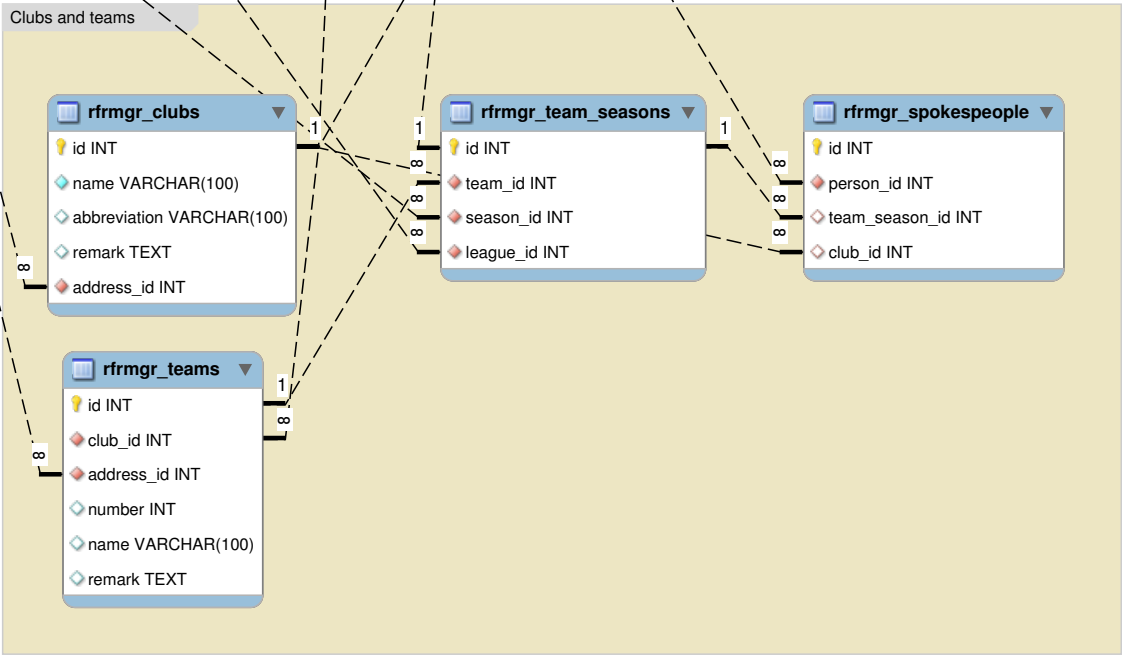 Clubs and teams
rfrmgr_clubs
id INT
name VARCHAR(100)
abbreviation VARCHAR(100)
remark TEXT
address_id INT
1
∞
rfrmgr_team_seasons
id INT
team_id INT
season_id INT
league_id INT
1
∞
∞
∞
1
rfrmgr_spokespeople
id INT
person_id INT
team_season_id INT
club_id INT
∞
∞
∞
rfrmgr_teams
id INT
club_id INT
address_id INT
number INT
name VARCHAR(100)
remark TEXT
1
∞
∞